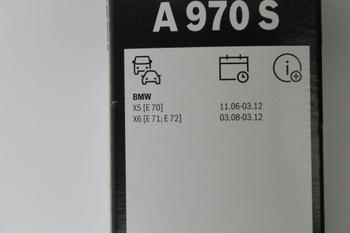 A 970 S
BMW
X5 [E 70] 11.06-03.12
X6 [E 71; E 72] 03.08-03.12